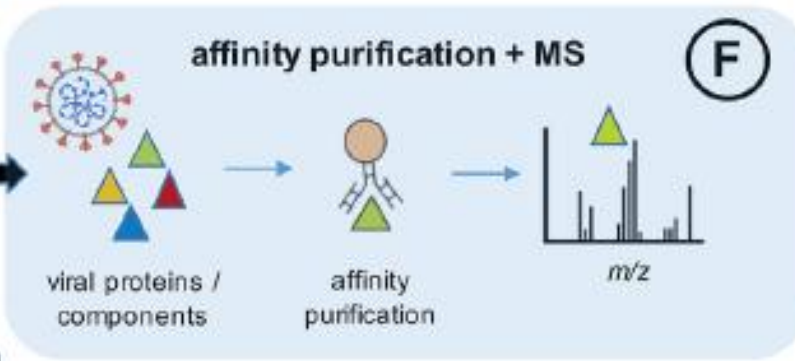 affinity purification + MS
F
viral proteins /
components
affinity
purification
m/z